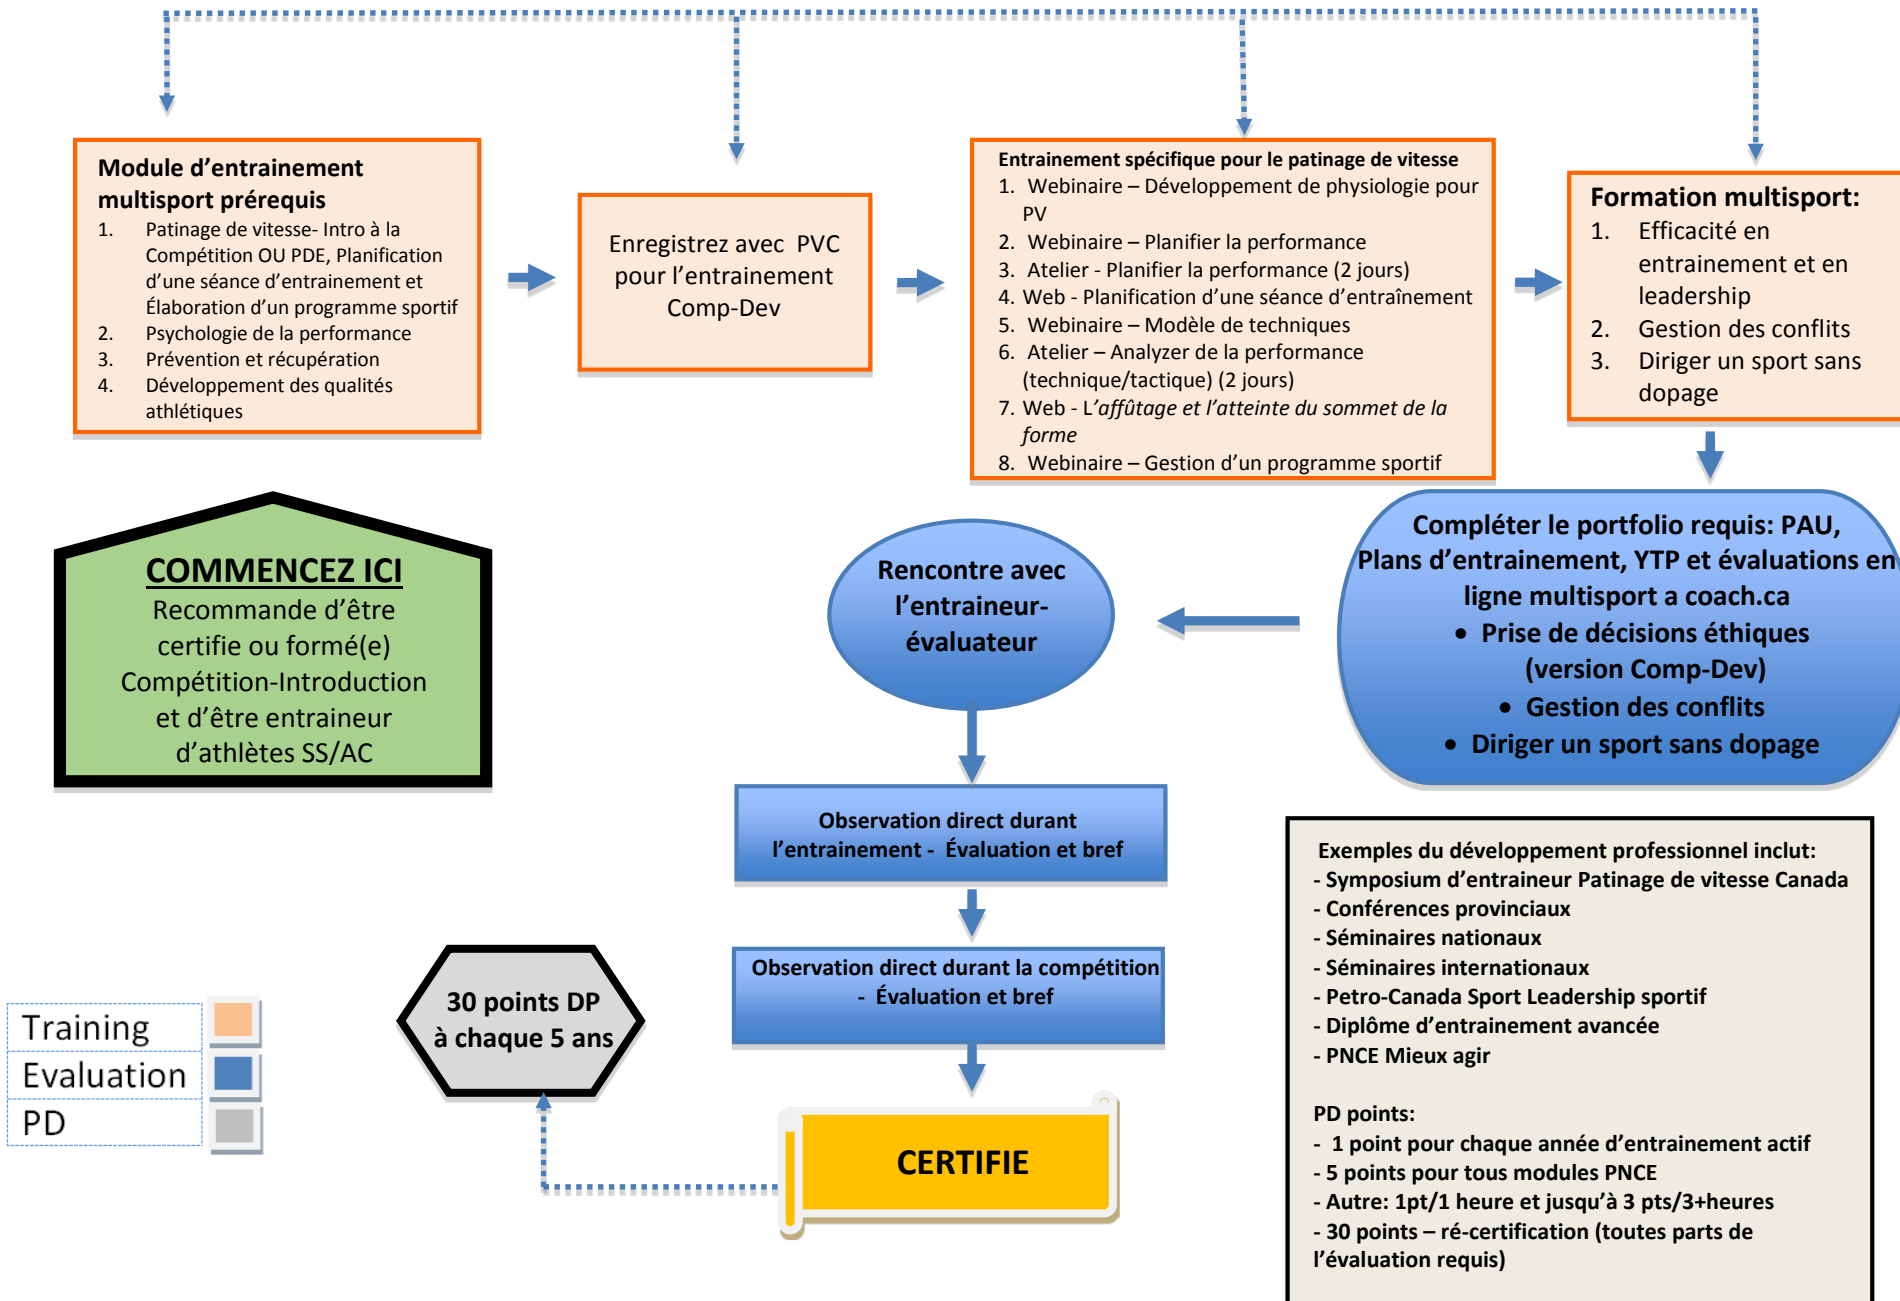 Module d'entrainement
multisport prérequis
1. Patinage de vitesse- Intro à la
Compétition OU PDE, Planification
d'une séance d'entrainement et
Élaboration d'un programme sportif
2. Psychologie de la performance
3. Prévention et récupération
4. Développement des qualités
athlétiques
Enregistrez avec PVC
pour l'entrainement
Comp-Dev
Entrainement spécifique pour le patinage de vitesse
1. Webinaire – Développement de physiologie pour
PV
2. Webinaire – Planifier la performance
3. Atelier - Planifier la performance (2 jours)
4. Web - Planification d'une séance d'entraînement
5. Webinaire – Modèle de techniques
6. Atelier – Analyzer de la performance
(technique/tactique) (2 jours)
7. Web - L'affûtage et l'atteinte du sommet de la
forme
8. Webinaire – Gestion d'un programme sportif
Formation multisport:
1. Efficacité en
entrainement et en
leadership
2. Gestion des conflits
3. Diriger un sport sans
dopage
COMMENCEZ ICI
Recommande d'être
certifie ou formé(e)
Compétition-Introduction
et d'être entraineur
d'athlètes SS/AC
Rencontre avec
l'entraineur-
évaluateur
Compléter le portfolio requis: PAU,
Plans d'entrainement, YTP et évaluations en
ligne multisport a coach.ca
• Prise de décisions éthiques
(version Comp-Dev)
• Gestion des conflits
• Diriger un sport sans dopage
Observation direct durant
l'entrainement - Évaluation et bref
Observation direct durant la compétition
- Évaluation et bref
30 points DP
à chaque 5 ans
CERTIFIE
Training
Evaluation
PD
Exemples du développement professionnel inclut:
- Symposium d'entraineur Patinage de vitesse Canada
- Conférences provinciaux
- Séminaires nationaux
- Séminaires internationaux
- Petro-Canada Sport Leadership sportif
- Diplôme d'entrainement avancée
- PNCE Mieux agir
PD points:
- 1 point pour chaque année d'entrainement actif
- 5 points pour tous modules PNCE
- Autre: 1pt/1 heure et jusqu'à 3 pts/3+heures
- 30 points – ré-certification (toutes parts de
l'évaluation requis)